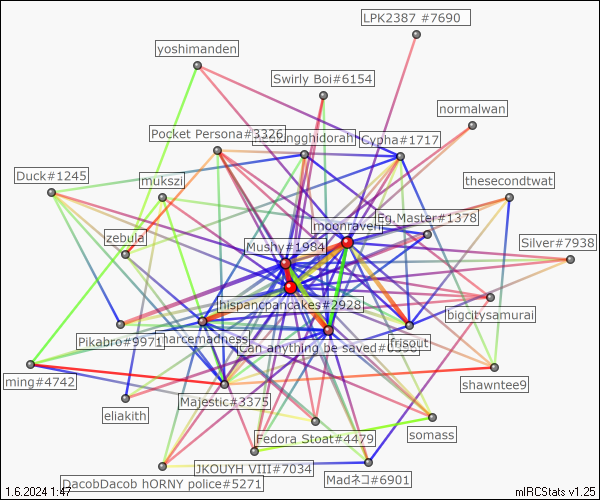 LPK2387 #7690
yoshimanden
Swirly Boi#6154
normalwan
Pocket Persona#3326
ngghidorah
Cypha#1717
Duck#1245
mukszi
thesecondtwat
moonraven
Eg.Master#1378
zebula
Mushy#1984
Silver#7938
hispancpancakes#2928
bigcitysamurai
Pikabro#9971
marcemadness
Can anything be saved
frisout
ming#4742
shawntee9
Majestic#3375
eliakith
somass
Fedora Stoat#4479
JKOUYH VIII#7034
DacobDacob hORNY police#5271
Madネコ#6901
1.6.2024 1:47
mIRCStats v1.25